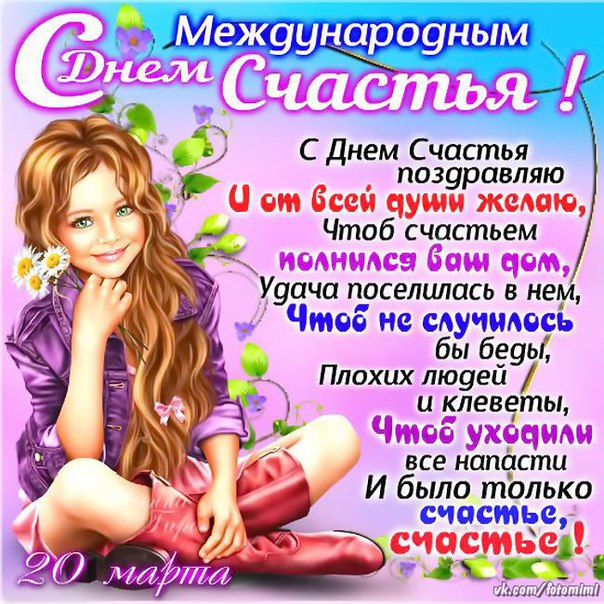 С Международным
Днем Счастья !
С Днем Счастья
поздравляю
И от всей души желаю,
Чтоб счастьем
полнился ваш дом,
Удача поселилась в нем,
Чтоб не случилось
бы беды,
Плохих людей
и клеветы,
Чтоб уходили
все напасти
И было только
счастье,
счастье !
20 марта
vk.com/fotomimi